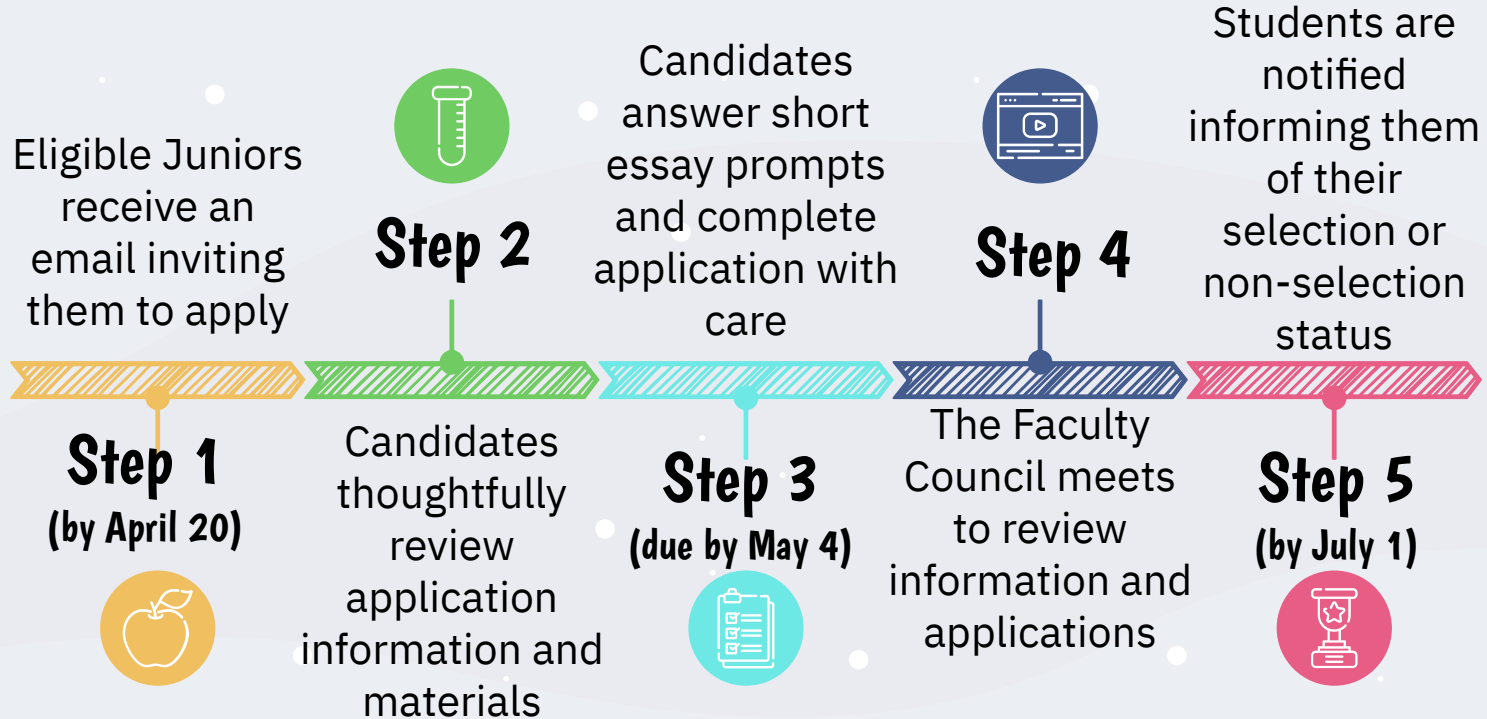 Eligible Juniors
receive an
email inviting
them to apply
Step 1
(by April 20)
Step 2
Candidates
thoughtfully
review
application
information and
materials
Candidates
answer short
essay prompts
and complete
application with
care
Step 3
(due by May 4)
Step 4
The Faculty
Council meets
to review
information and
applications
Students are
notified
informing them
of their
selection or
non-selection
status
Step 5
(by July 1)